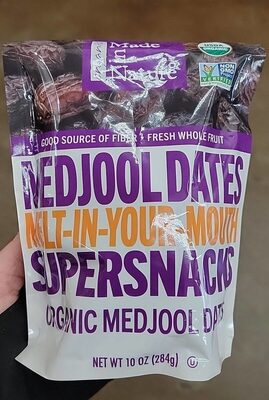 Made
in
Nature
USDA
ORGANIC
NON
GMO
VERIFIED
GOOD SOURCE OF FIBER • FRESH WHOLE FRUIT
MEDJOOL DATES
MELT-IN-YOUR-MOUTH
SUPERSNACKS
ORGANIC MEDJOOL DATES
NET WT 10 OZ (284g) U